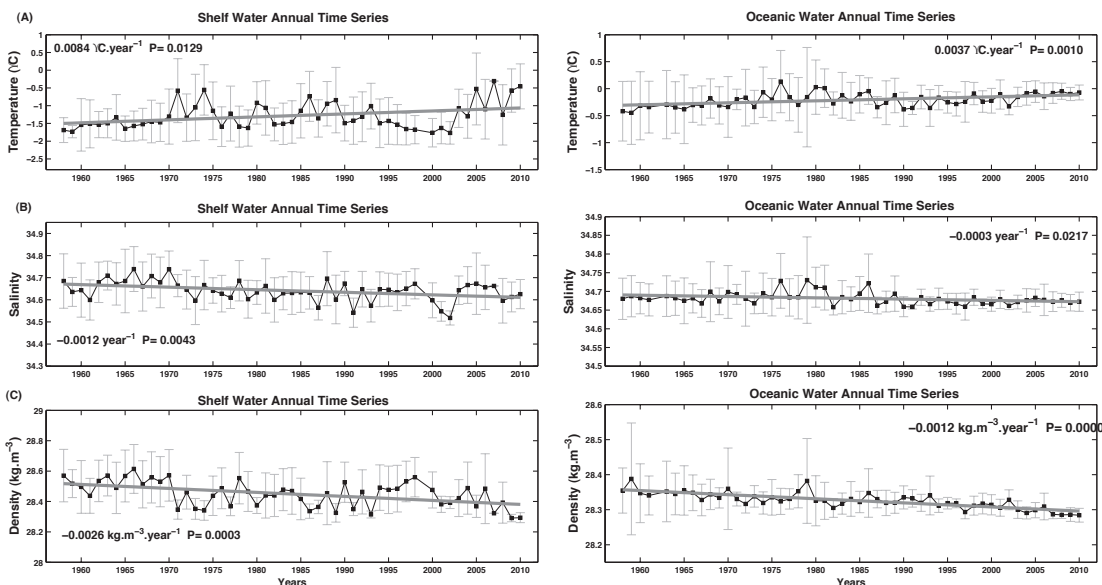 (A)
Shelf Water Annual Time Series
0.0084 γC.year⁻¹ P= 0.0129
Temperature (γC)
1
0.5
0
−0.5
−1
−1.5
−2
−2.5
1960 1965 1970 1975 1980 1985 1990 1995 2000 2005 2010
Oceanic Water Annual Time Series
0.0037 γC.year⁻¹ P= 0.0010
Temperature (γC)
1
0.5
0
−0.5
−1
−1.5
1960 1965 1970 1975 1980 1985 1990 1995 2000 2005 2010
(B)
Shelf Water Annual Time Series
Salinity
34.9
34.8
34.7
34.6
34.5
34.4
34.3
−0.0012 year⁻¹ P= 0.0043
1960 1965 1970 1975 1980 1985 1990 1995 2000 2005 2010
Oceanic Water Annual Time Series
−0.0003 year⁻¹ P= 0.0217
Salinity
34.9
34.85
34.8
34.75
34.7
34.65
34.6
34.55
34.5
1960 1965 1970 1975 1980 1985 1990 1995 2000 2005 2010
(C)
Shelf Water Annual Time Series
Density (kg.m⁻³)
29
28.8
28.6
28.4
28.2
28
−0.0026 kg.m⁻³.year⁻¹ P= 0.0003
1960 1965 1970 1975 1980 1985 1990 1995 2000 2005 2010
Years
Oceanic Water Annual Time Series
−0.0012 kg.m⁻³.year⁻¹ P= 0.0000
Density (kg.m⁻³)
28.6
28.5
28.4
28.3
28.2
1960 1965 1970 1975 1980 1985 1990 1995 2000 2005 2010
Years